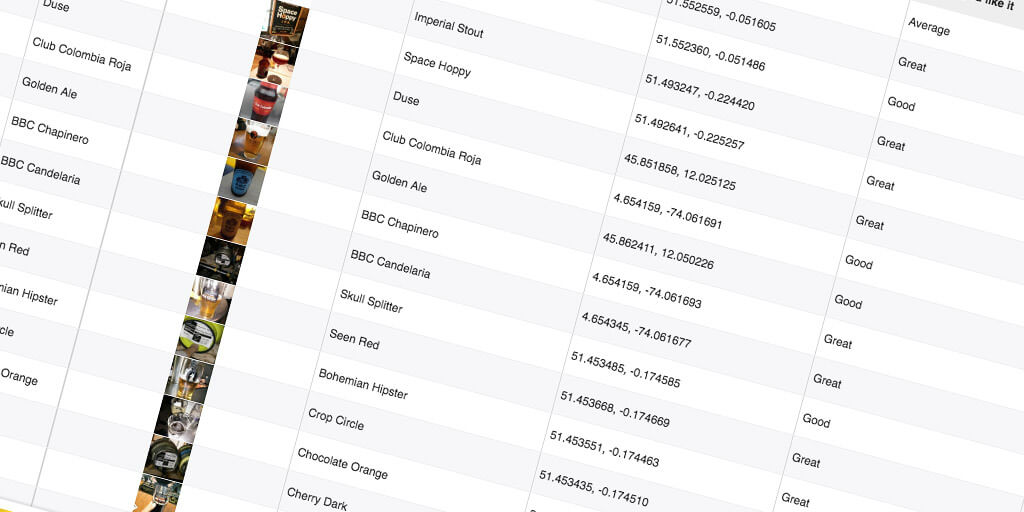 like it
Average
51.552559, -0.051605 Great
51.552360, -0.051486 Good
Space Hoppy
Imperial Stout 51.493247, -0.224420 Great
Space Hoppy 51.492641, -0.225257 Great
Duse Duse 45.851858, 12.025125 Great
Club Colombia Roja Club Colombia Roja 4.654159, -74.061691 Good
Golden Ale Golden Ale 45.862411, 12.050226 Good
BBC Chapinero BBC Chapinero 4.654159, -74.061693 Great
BBC Candelaria BBC Candelaria 4.654345, -74.061677 Great
kull Splitter Skull Splitter 51.453485, -0.174585 Good
n Red Seen Red 51.453668, -0.174669 Great
nian Hipster Bohemian Hipster 51.453551, -0.174463 Great
cle Crop Circle 51.453435, -0.174510
Orange Chocolate Orange
Cherry Dark